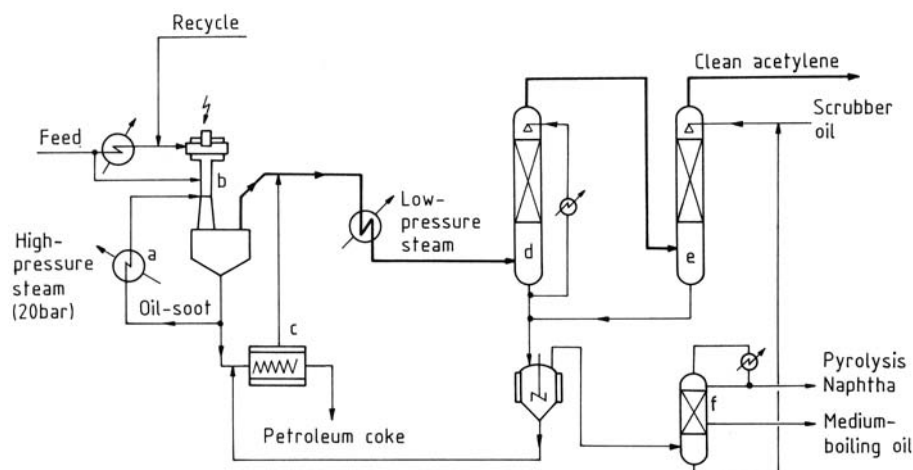 Recycle
Feed
b
a
High-
pressure
steam
(20bar)
Oil-soot
c
Petroleum coke
Low-
pressure
steam
d
e
Clean acetylene
Scrubber
oil
f
Pyrolysis
Naphtha
Medium-
boiling oil